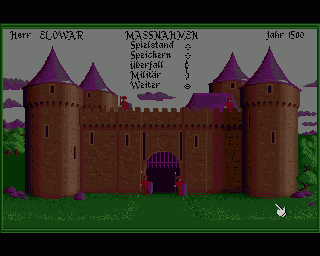 Herr ELOWAR MASSNAHMEN Jahr 1500
Spielstand
Speichern
überfall
Militär
Weiter